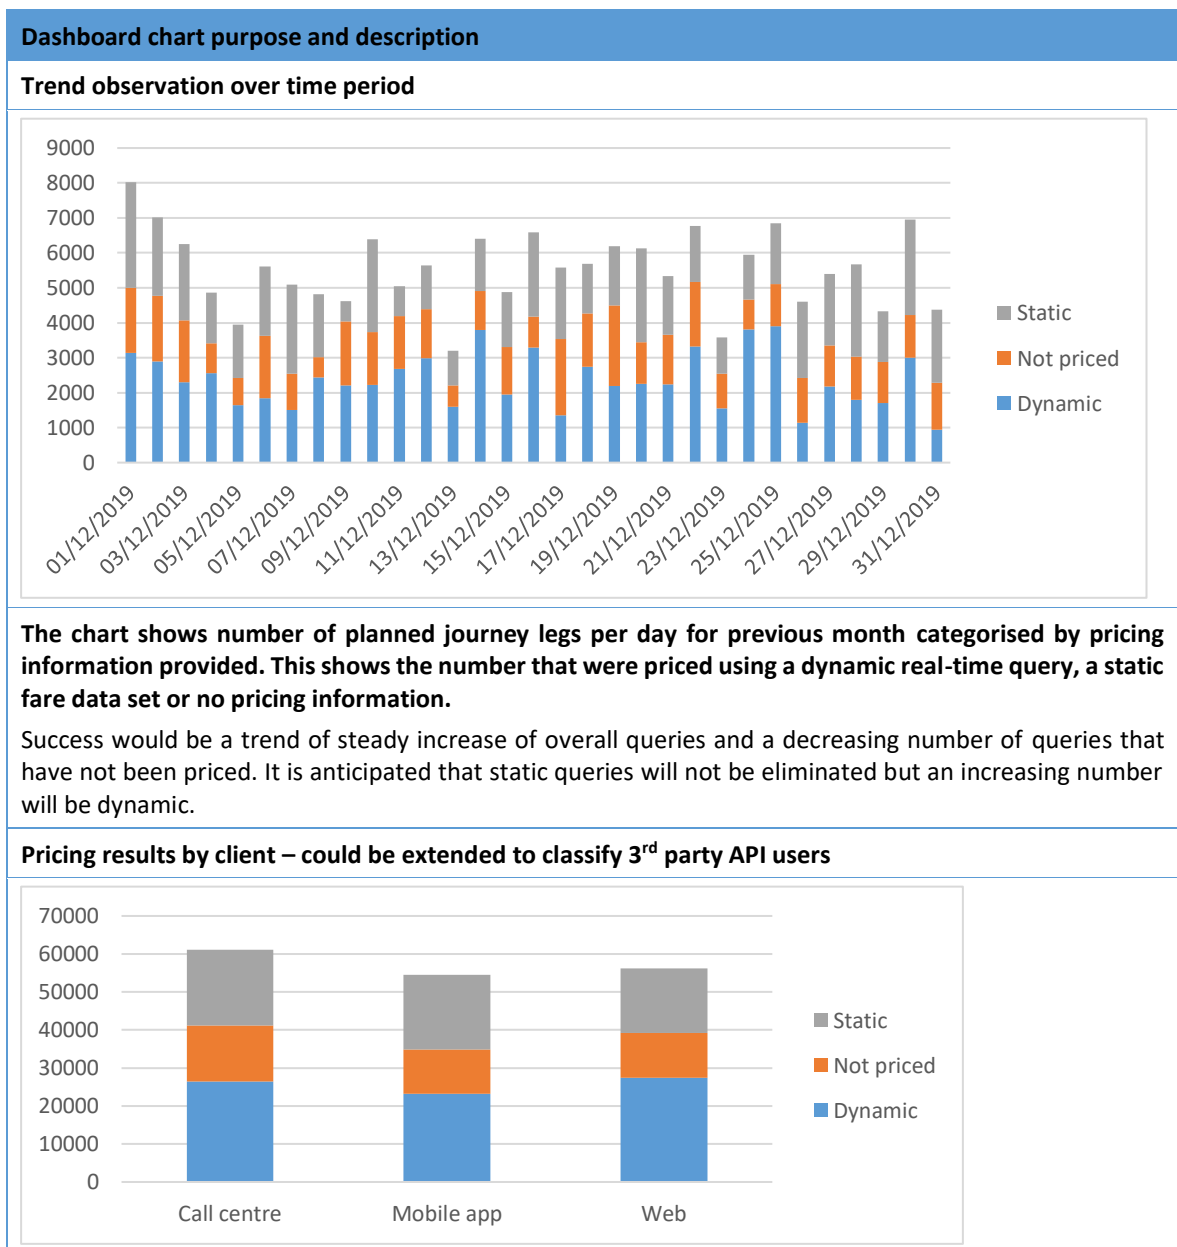 Dashboard chart purpose and description
Trend observation over time period
9000
8000
7000
6000
5000
4000
3000
2000
1000
0
Static
Not priced
Dynamic
01/12/2019
03/12/2019
05/12/2019
07/12/2019
09/12/2019
11/12/2019
13/12/2019
15/12/2019
17/12/2019
19/12/2019
21/12/2019
23/12/2019
25/12/2019
27/12/2019
29/12/2019
31/12/2019
The chart shows number of planned journey legs per day for previous month categorised by pricing
information provided. This shows the number that were priced using a dynamic real-time query, a static
fare data set or no pricing information.
Success would be a trend of steady increase of overall queries and a decreasing number of queries that
have not been priced. It is anticipated that static queries will not be eliminated but an increasing number
will be dynamic.
Pricing results by client – could be extended to classify 3rd party API users
70000
60000
50000
40000
30000
20000
10000
0
Static
Not priced
Dynamic
Call centre
Mobile app
Web